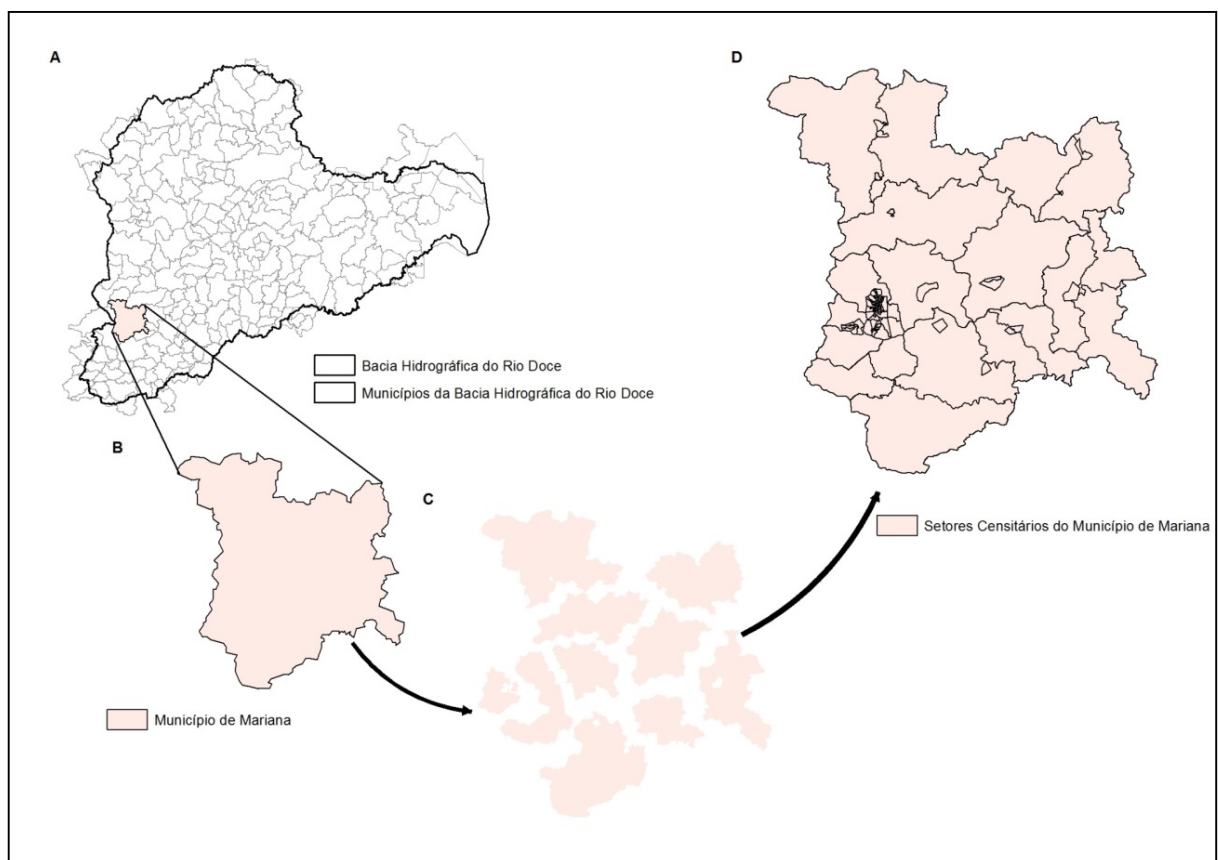 A
D
Bacia Hidrográfica do Rio Doce
Municípios da Bacia Hidrográfica do Rio Doce
B
C
Setores Censitários do Município de Mariana
Município de Mariana